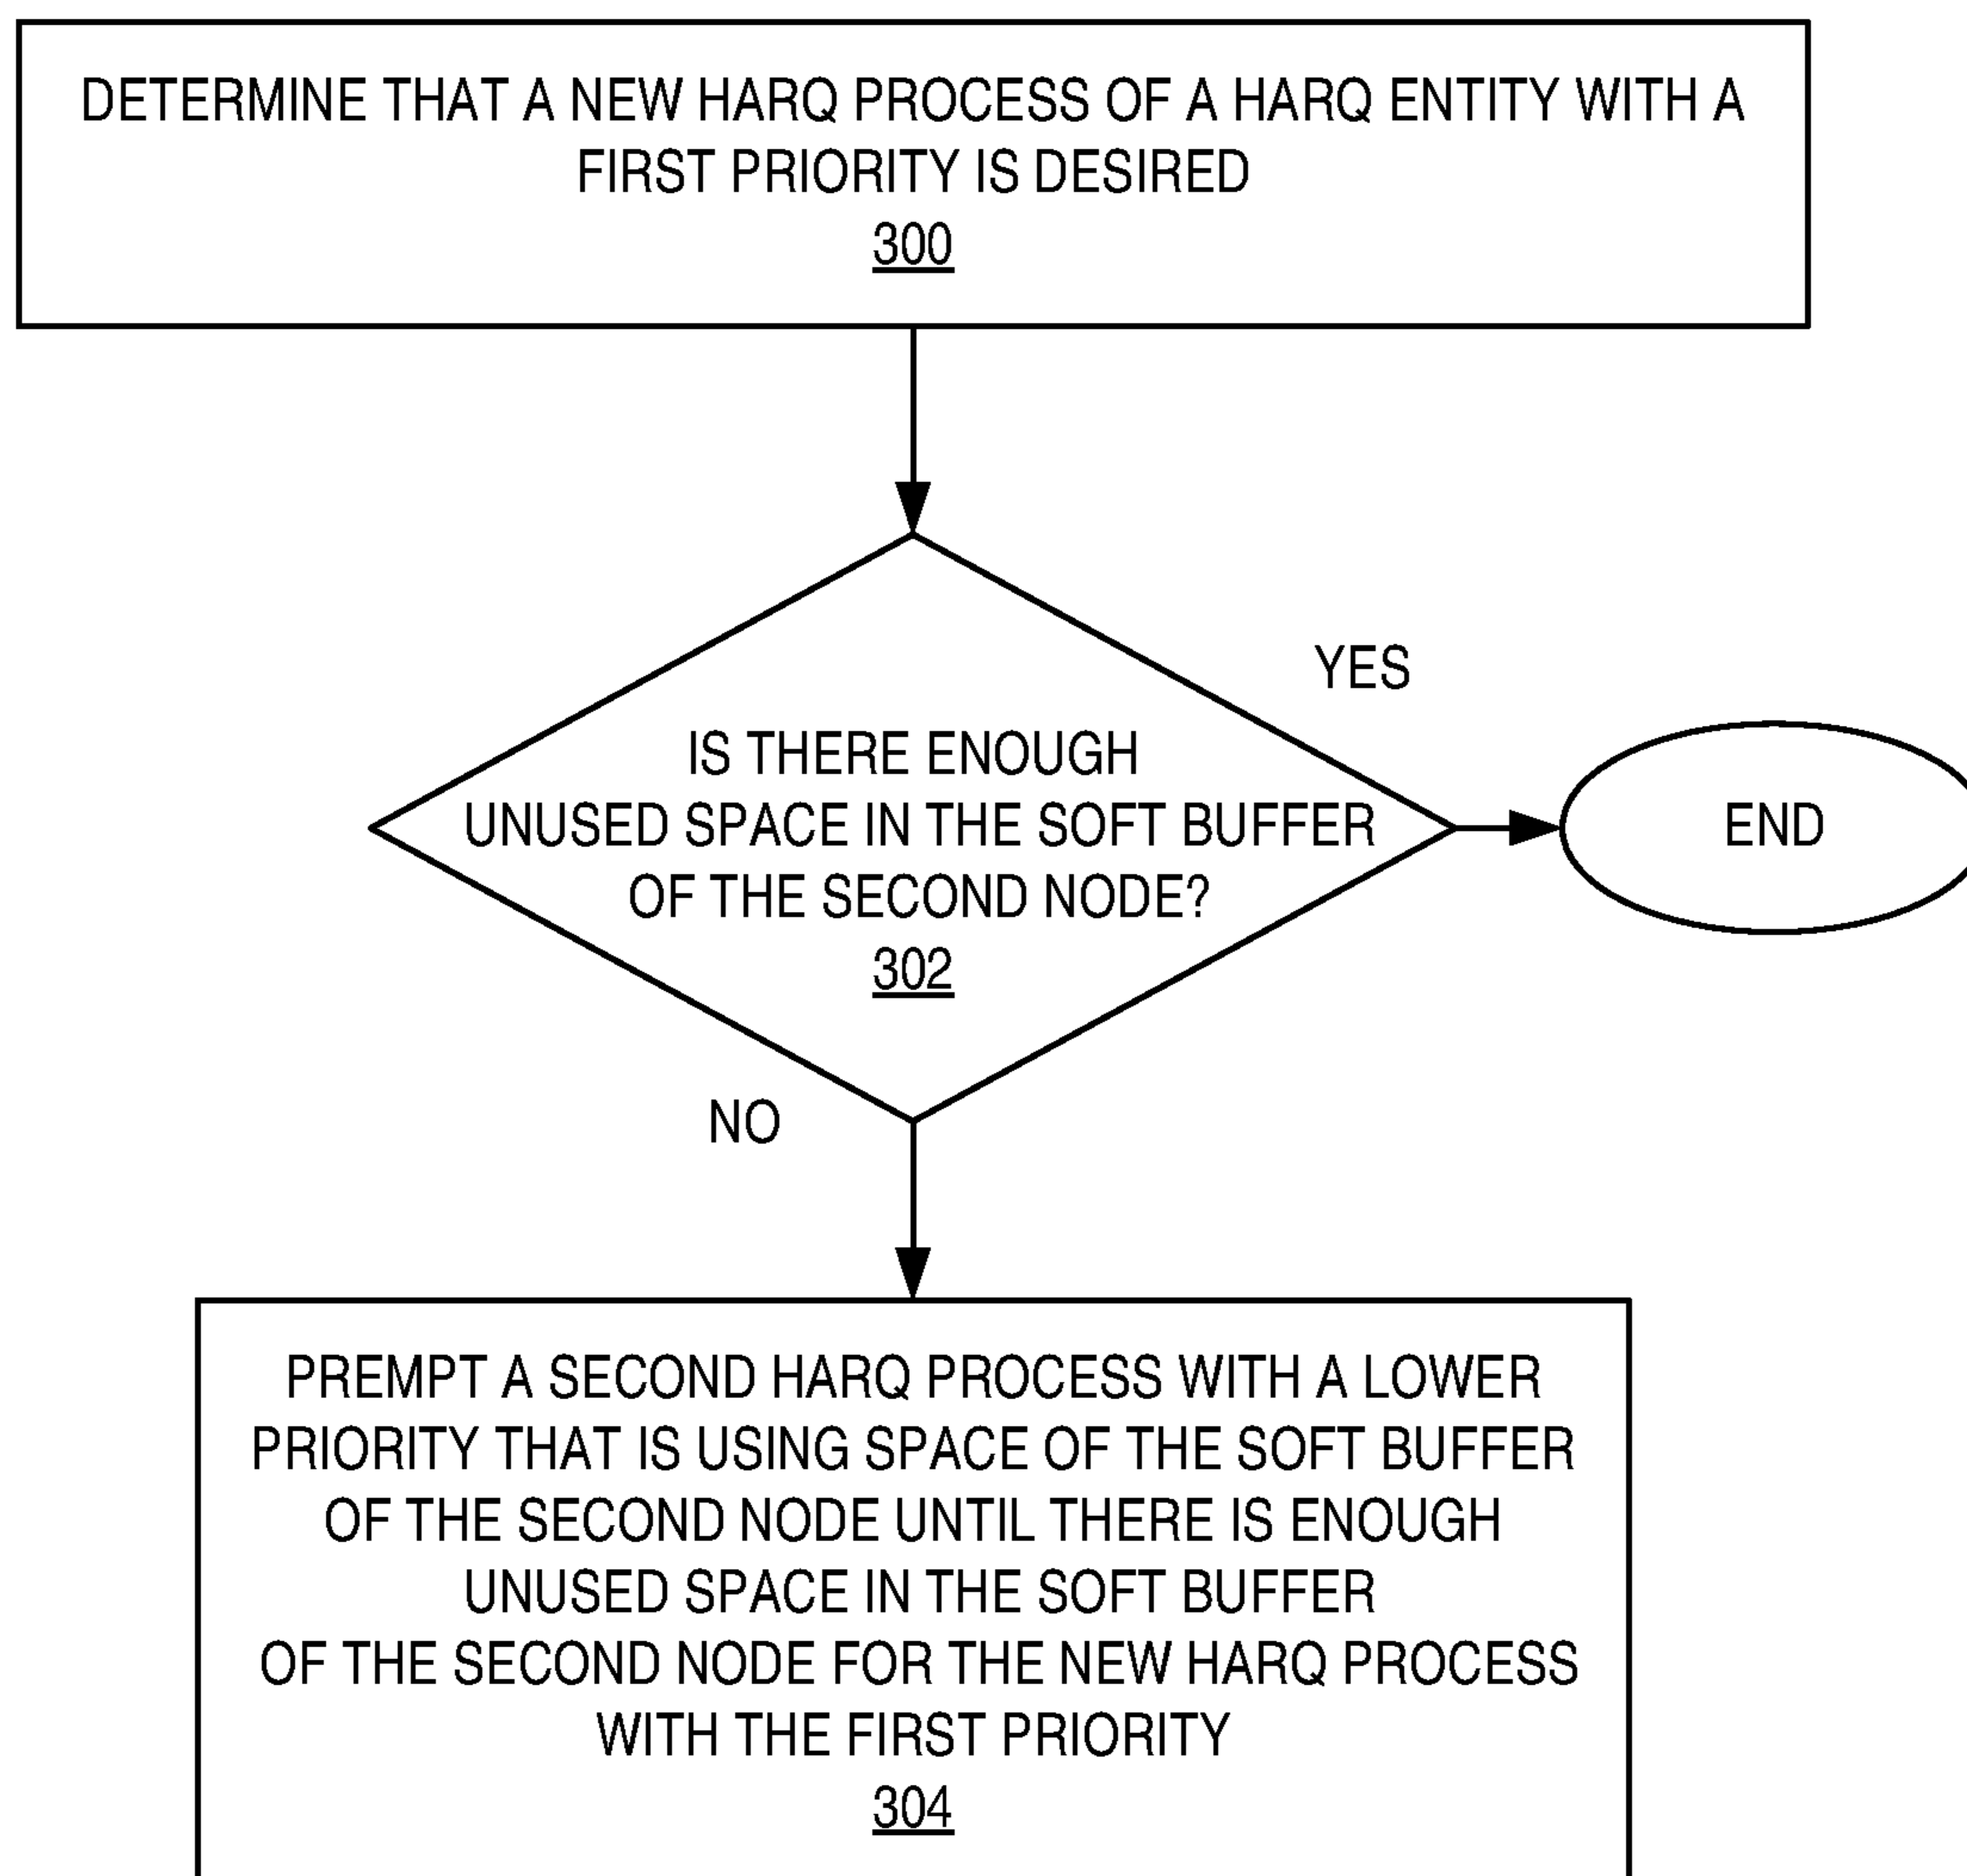 DETERMINE THAT A NEW HARQ PROCESS OF A HARQ ENTITY WITH A
FIRST PRIORITY IS DESIRED
300
YES
IS THERE ENOUGH
UNUSED SPACE IN THE SOFT BUFFER
OF THE SECOND NODE?
302
END
NO
PREMPT A SECOND HARQ PROCESS WITH A LOWER
PRIORITY THAT IS USING SPACE OF THE SOFT BUFFER
OF THE SECOND NODE UNTIL THERE IS ENOUGH
UNUSED SPACE IN THE SOFT BUFFER
OF THE SECOND NODE FOR THE NEW HARQ PROCESS
WITH THE FIRST PRIORITY
304